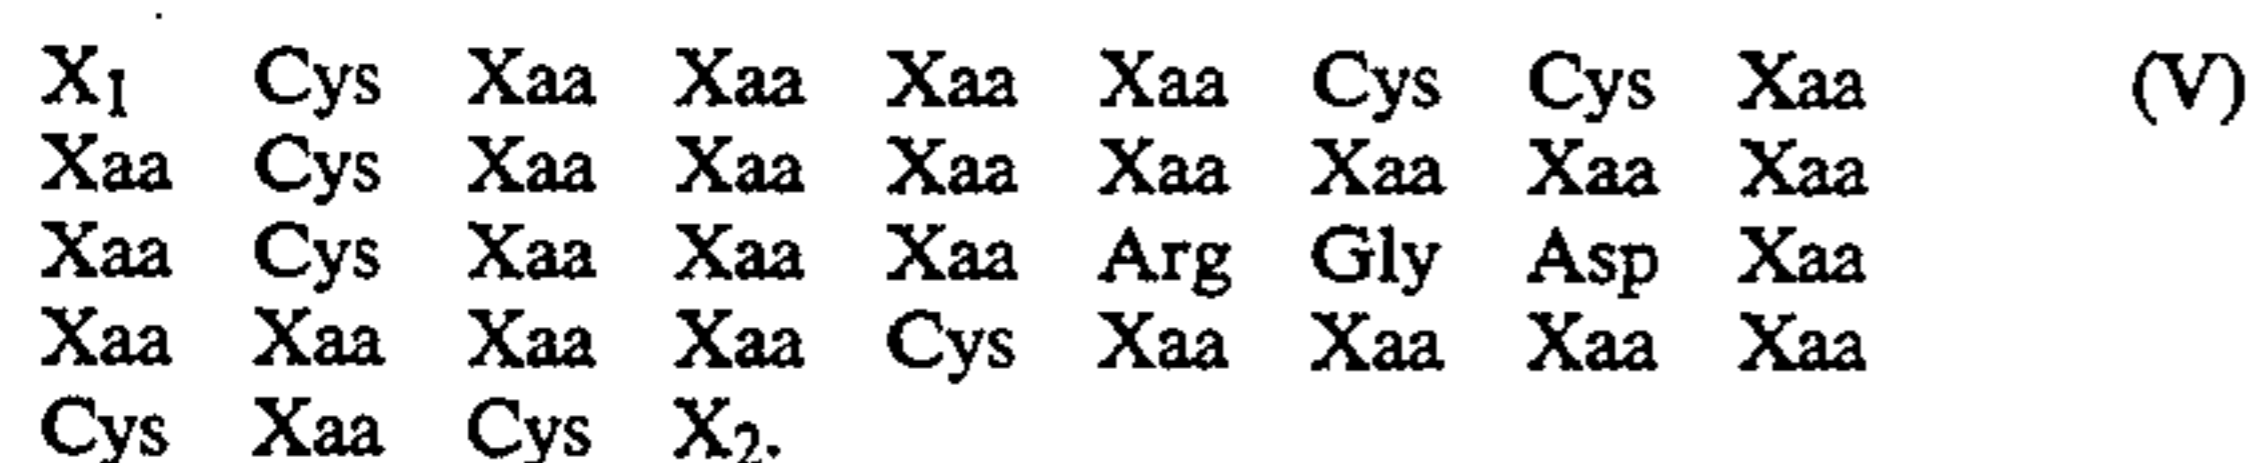 X₁ Cys Xaa Xaa Xaa Xaa Cys Cys Xaa (V)
Xaa Cys Xaa Xaa Xaa Xaa Xaa Xaa Xaa
Xaa Cys Xaa Xaa Xaa Arg Gly Asp Xaa
Xaa Xaa Xaa Xaa Cys Xaa Xaa Xaa Xaa
Cys Xaa Cys X₂.